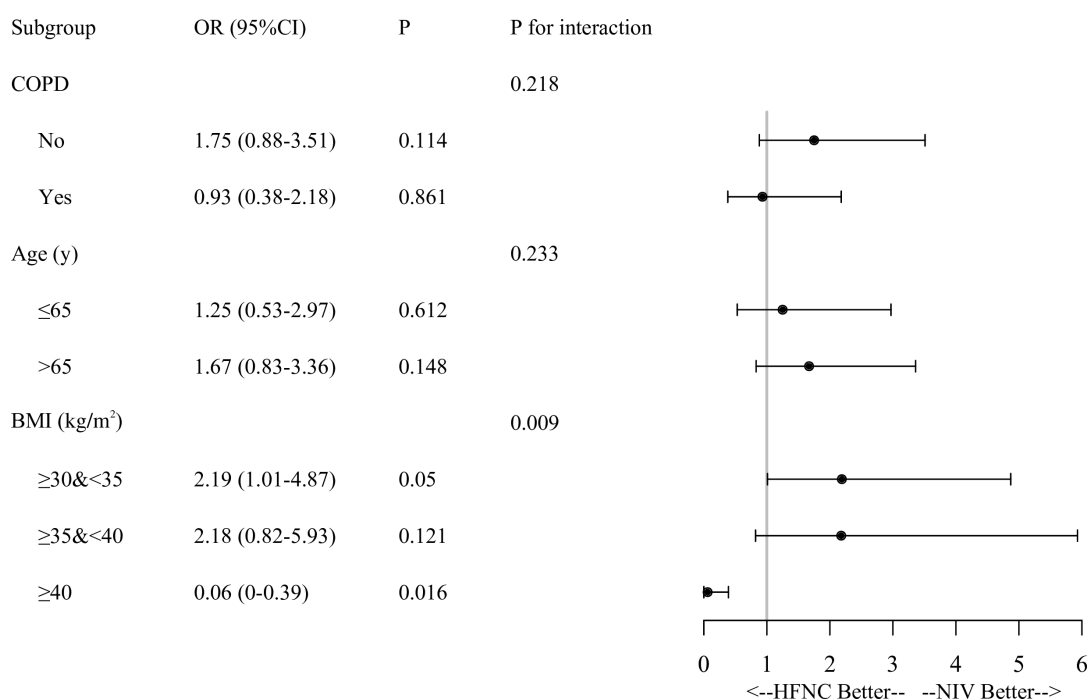 Subgroup OR (95%CI) P P for interaction
COPD 0.218
No 1.75 (0.88-3.51) 0.114
Yes 0.93 (0.38-2.18) 0.861
Age (y) 0.233
≤65 1.25 (0.53-2.97) 0.612
>65 1.67 (0.83-3.36) 0.148
BMI (kg/m²) 0.009
≥30&<35 2.19 (1.01-4.87) 0.05
≥35&<40 2.18 (0.82-5.93) 0.121
≥40 0.06 (0-0.39) 0.016
0 1 2 3 4 5 6
<--HFNC Better-- --NIV Better-->